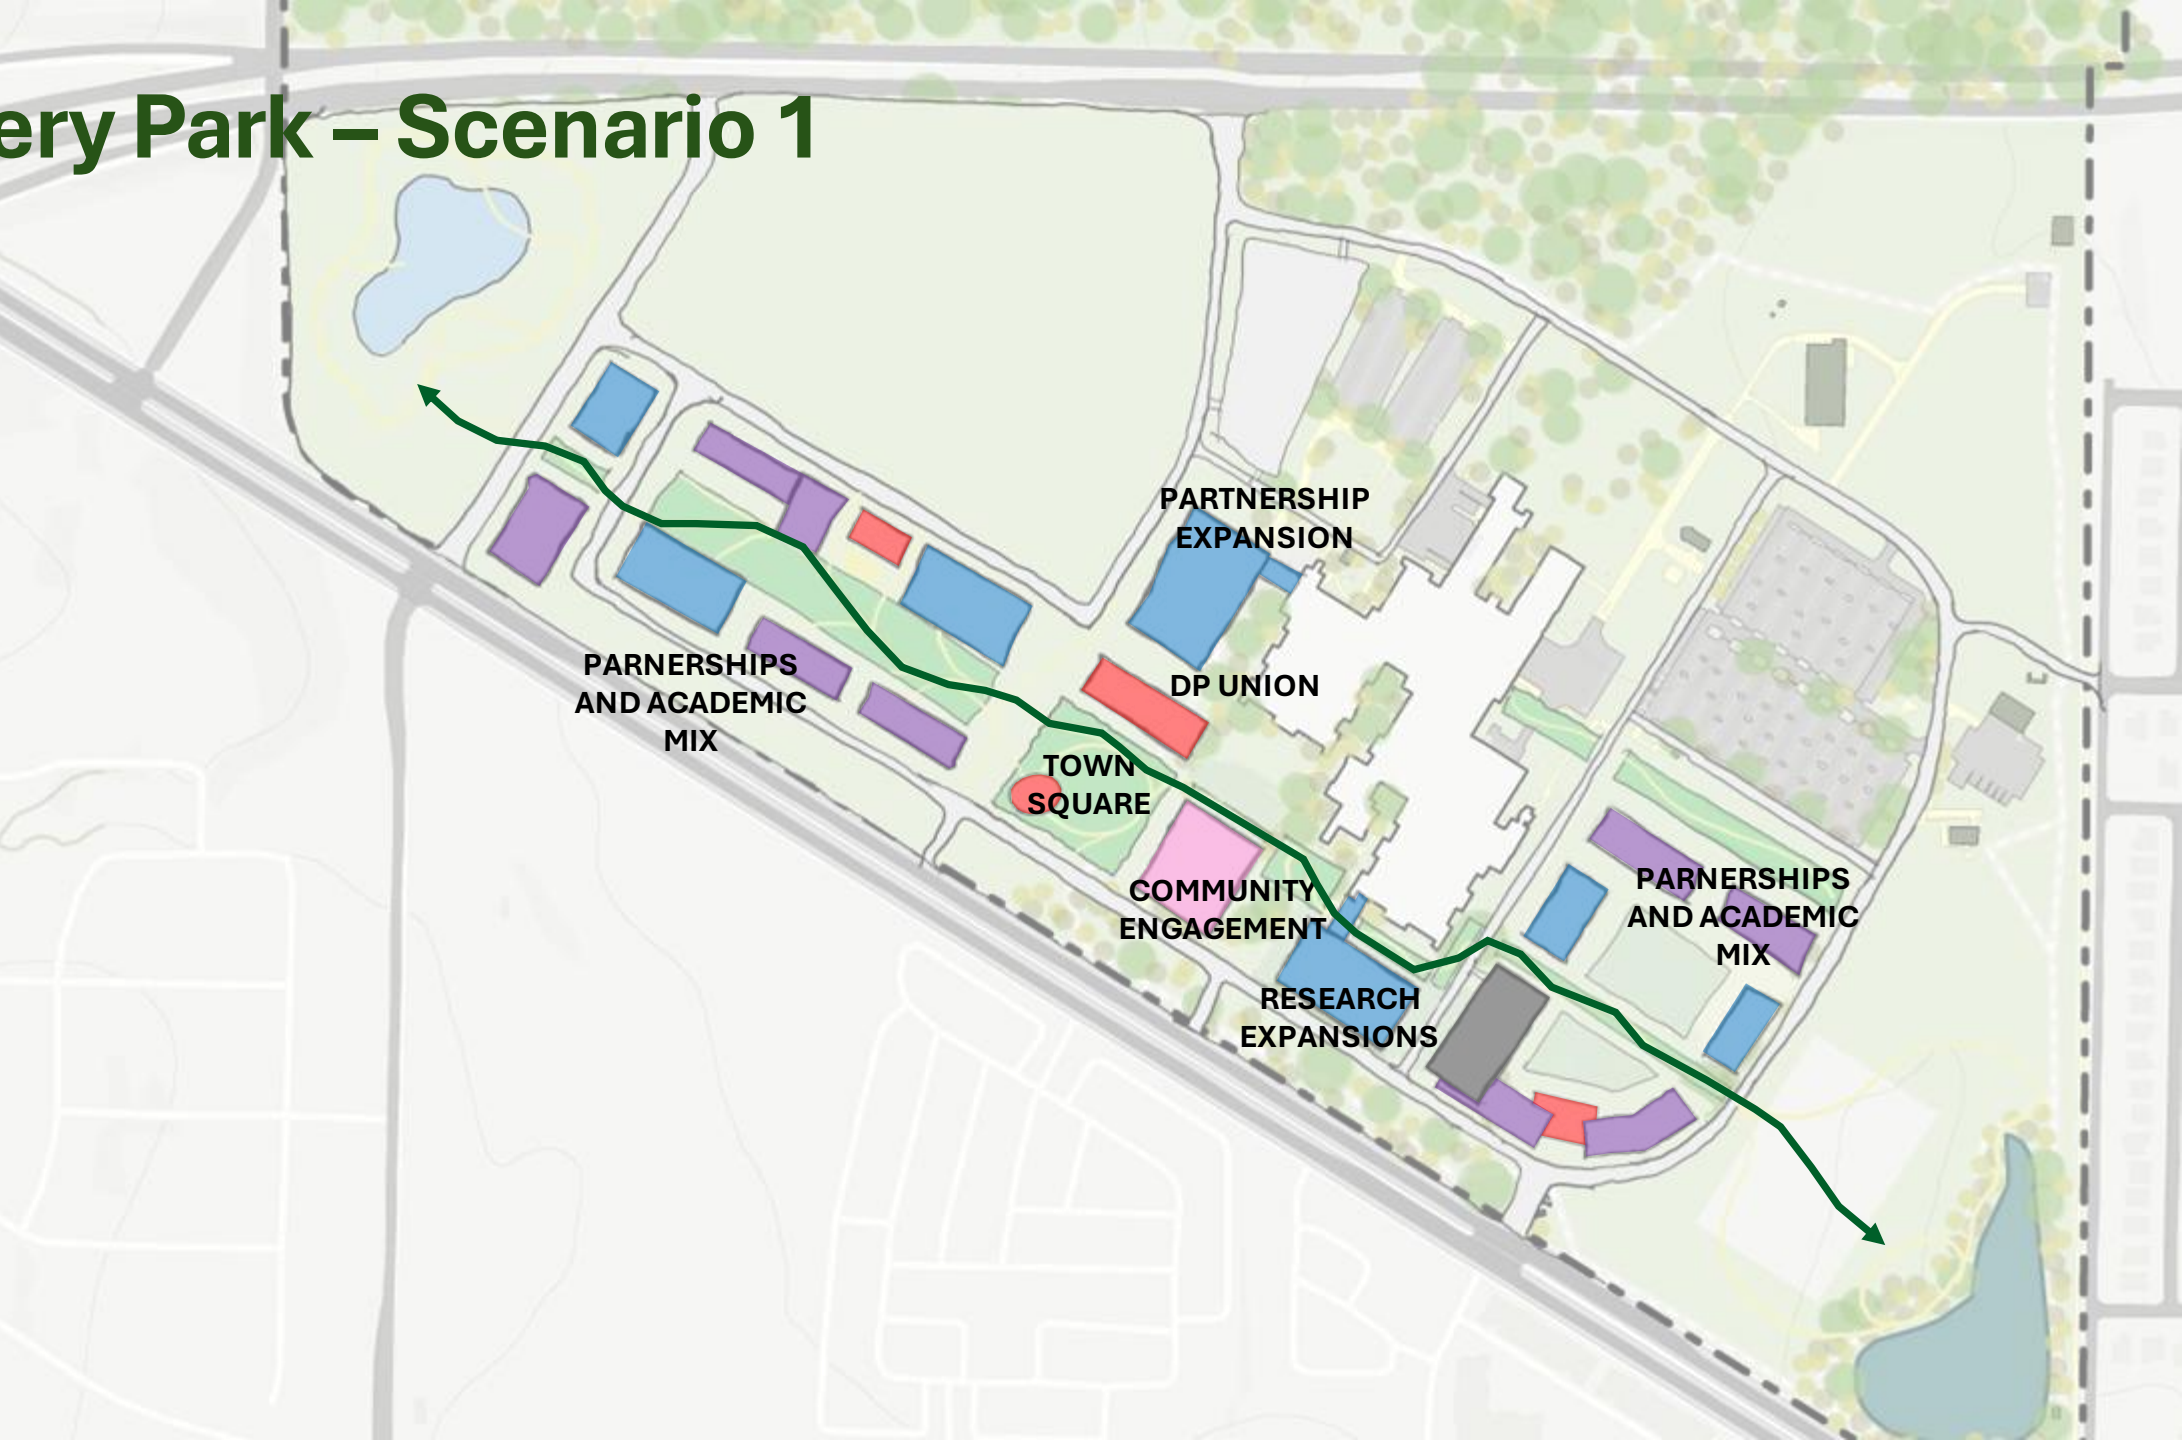 ery Park – Scenario 1
PARTNERSHIP
EXPANSION
PARNERSHIPS
AND ACADEMIC
MIX
DP UNION
TOWN
SQUARE
COMMUNITY
ENGAGEMENT
PARNERSHIPS
AND ACADEMIC
MIX
RESEARCH
EXPANSIONS